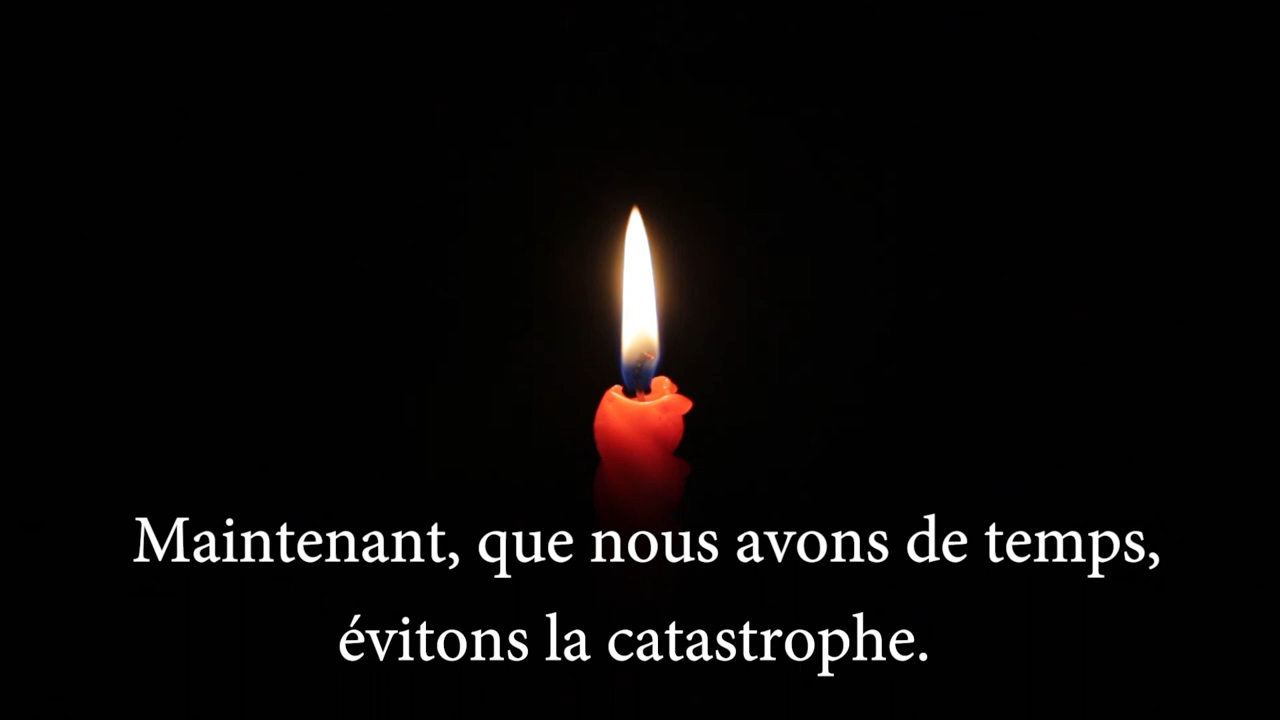 Maintenant, que nous avons de temps,
évitons la catastrophe.